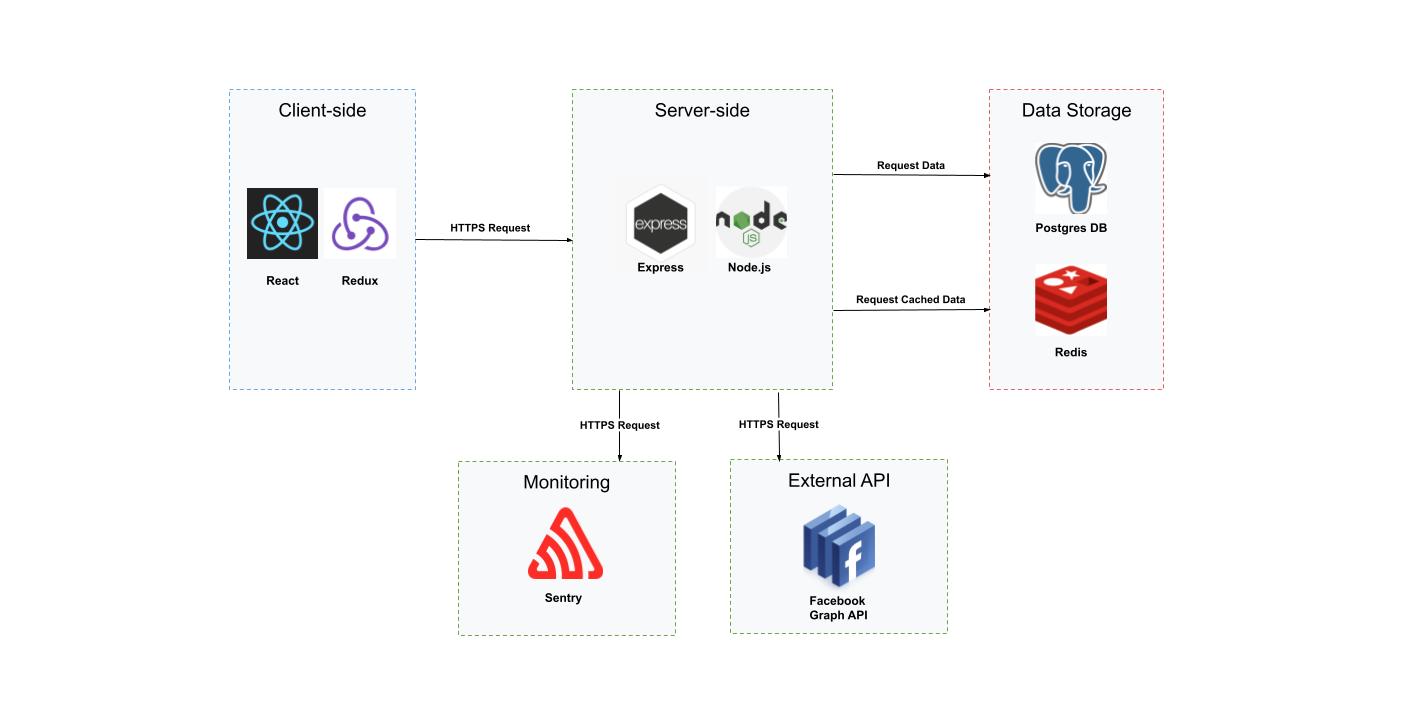 Client-side
Server-side
Data Storage
Request Data
express
node
JS
Postgres DB
HTTPS Request
Express
Node.js
React
Redux
Request Cached Data
Redis
HTTPS Request
HTTPS Request
Monitoring
External API
f
Sentry
Facebook
Graph API